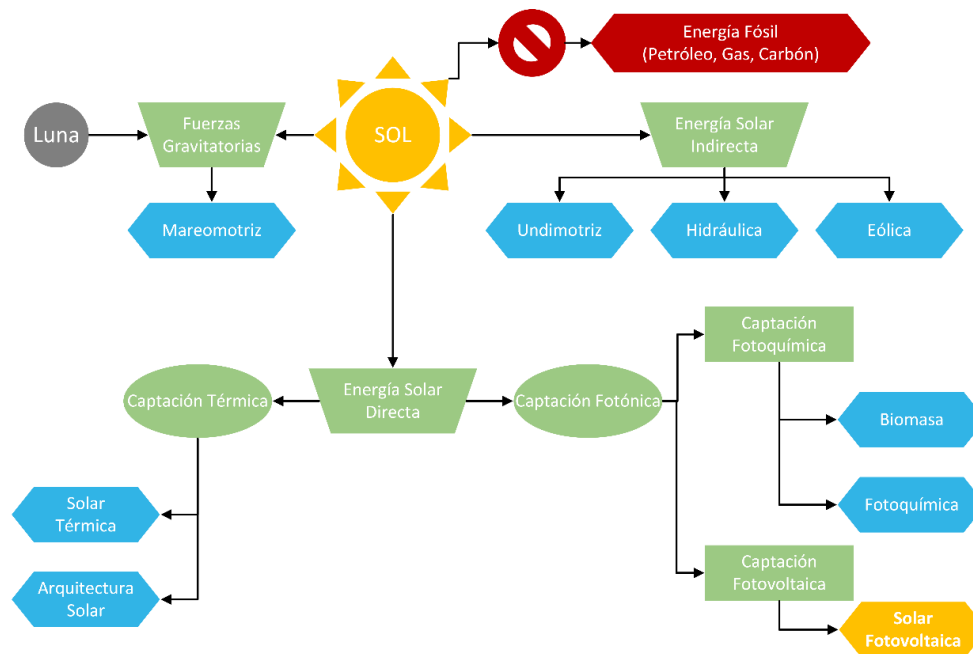 Energía Fósil
(Petróleo, Gas, Carbón)
Luna
Fuerzas
Gravitatorias
SOL
Energía Solar
Indirecta
Mareomotriz
Undimotriz
Hidráulica
Eólica
Captación
Fotoquímica
Captación Térmica
Energía Solar
Directa
Captación Fotónica
Biomasa
Solar
Térmica
Fotoquímica
Arquitectura
Solar
Captación
Fotovoltaica
Solar
Fotovoltaica